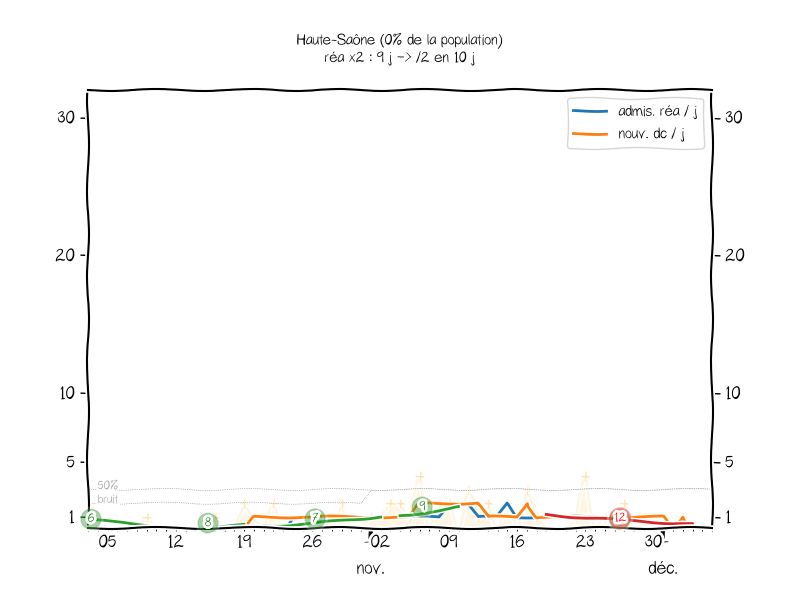 Haute-Saône (0% de la population)
réa x2 : 9 j -> /2 en 10 j
admis. réa / j
nouv. dc / j
30
30
20
20
10
10
5
5
50%
bruit
1
1
6
8
7
9
12
05 12 19 26 02 09 16 23 30
nov. déc.